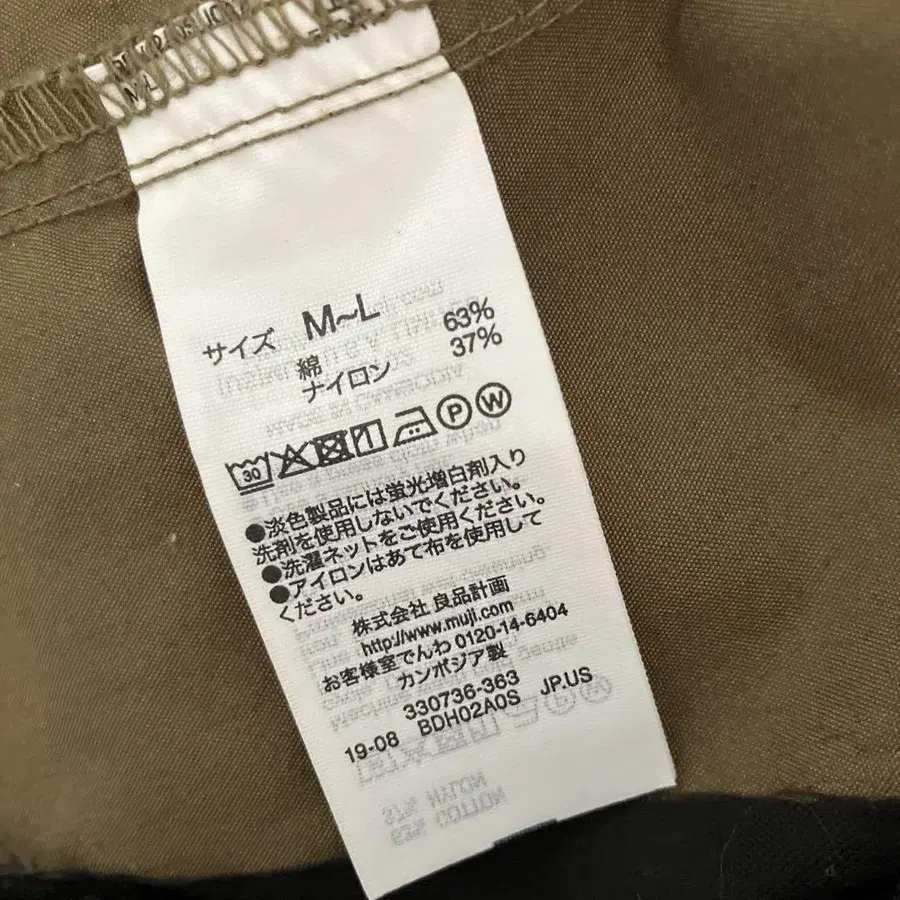 サイズ M~L
綿 63%
ナイロン 37%
30 P W
●淡色製品には蛍光増白剤入り
洗剤を使用しないでください。
●洗濯ネットをご使用ください。
●アイロンはあて布を使用して
ください。
株式会社 良品計画
http://www.muji.com
お客様室でんわ 0120-14-6404
カンボジア製
330736-363
19-08 BDH02A0S JP.US
37% NYLON
63% COTTON